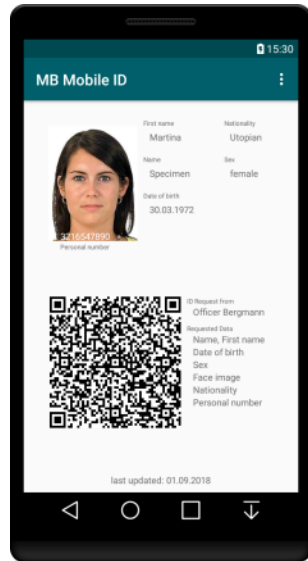 15:30
MB Mobile ID
First name
Nationality
Martina
Utopian
Name
Sex
Specimen
female
Date of birth
30.03.1972
3216547890
Personal number
ID Request from
Officer Bergmann
Requested Data
Name, First name
Date of birth
Sex
Face image
Nationality
Personal number
last updated: 01.09.2018